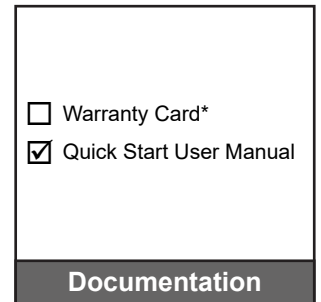 ☐ Warranty Card*
☑ Quick Start User Manual
Documentation